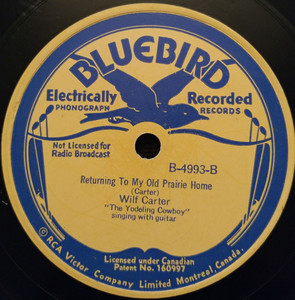 BLUEBIRD
Electrically Recorded
PHONOGRAPH RECORDS
Not Licensed for
Radio Broadcast
B-4993-B
Returning To My Old Prairie Home
(Carter)
Wilf Carter
"The Yodeling Cowboy"
singing with guitar
Licensed under Canadian
Patent No. 160997
© RCA Victor Company Limited Montreal, Canada.